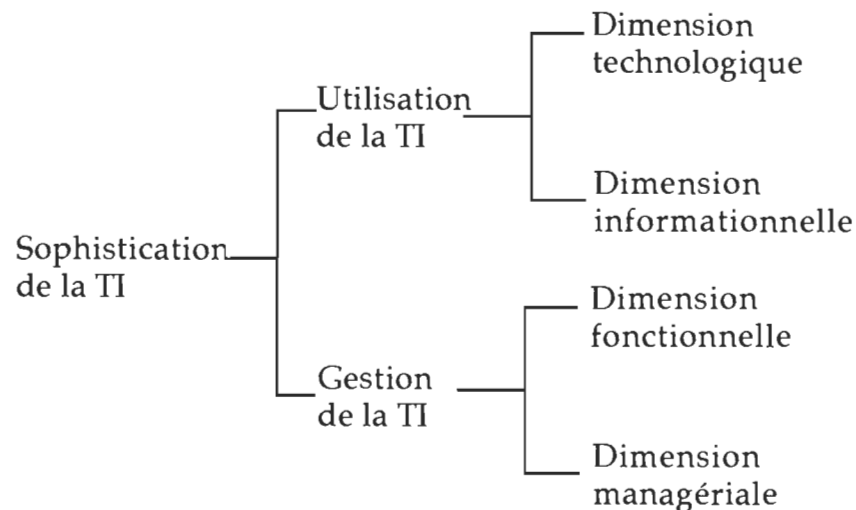 Dimension
technologique
Utilisation
de la TI
Dimension
informationnelle
Sophistication
de la TI
Dimension
fonctionnelle
Gestion
de la TI
Dimension
managériale